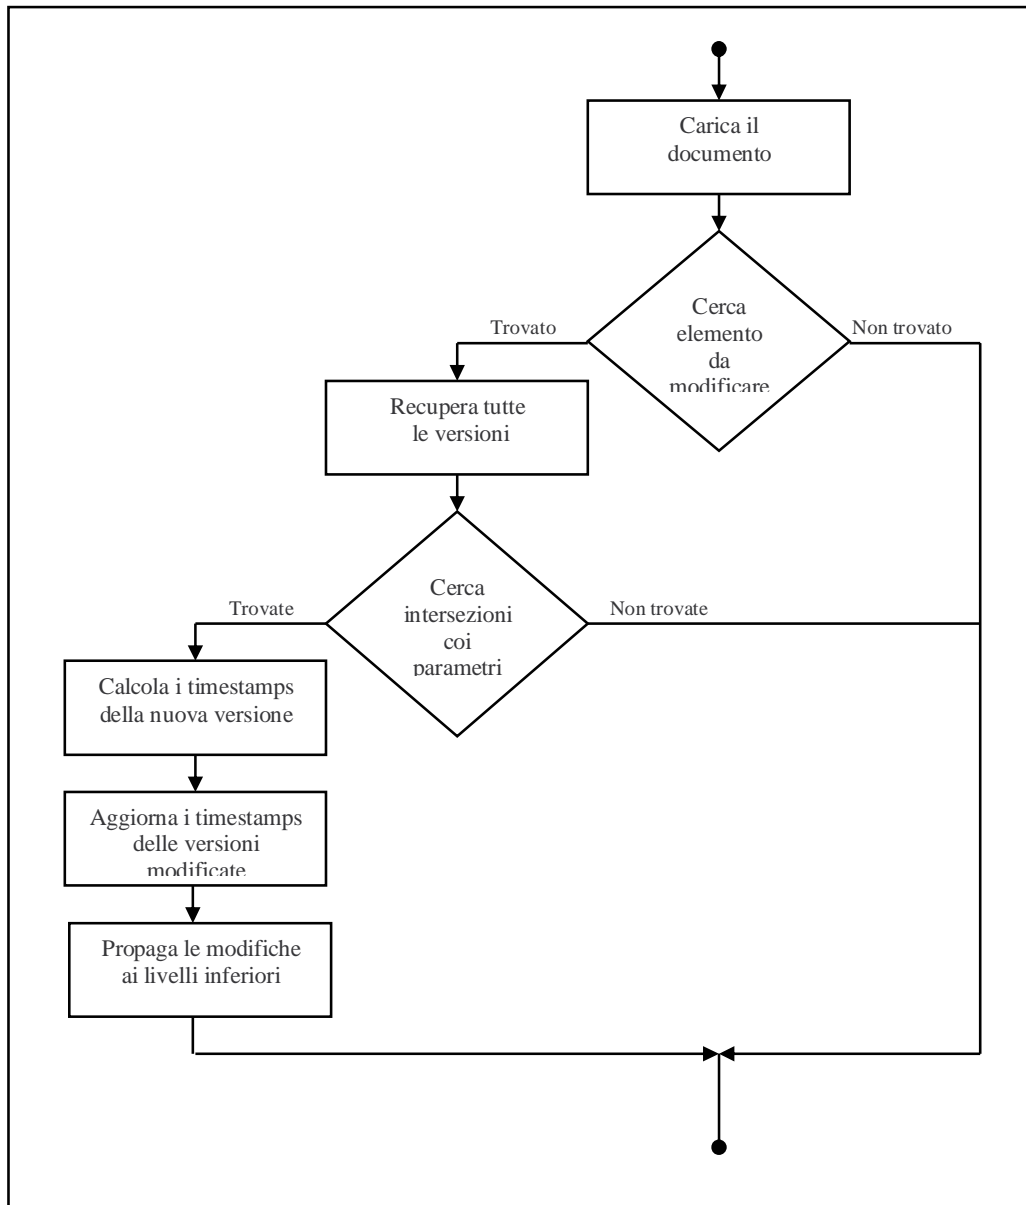 Carica il
documento
Cerca
elemento
da
modificare
Trovato
Non trovato
Recupera tutte
le versioni
Cerca
intersezioni
coi
parametri
Trovate
Non trovate
Calcola i timestamps
della nuova versione
Aggiorna i timestamps
delle versioni
modificate
Propaga le modifiche
ai livelli inferiori